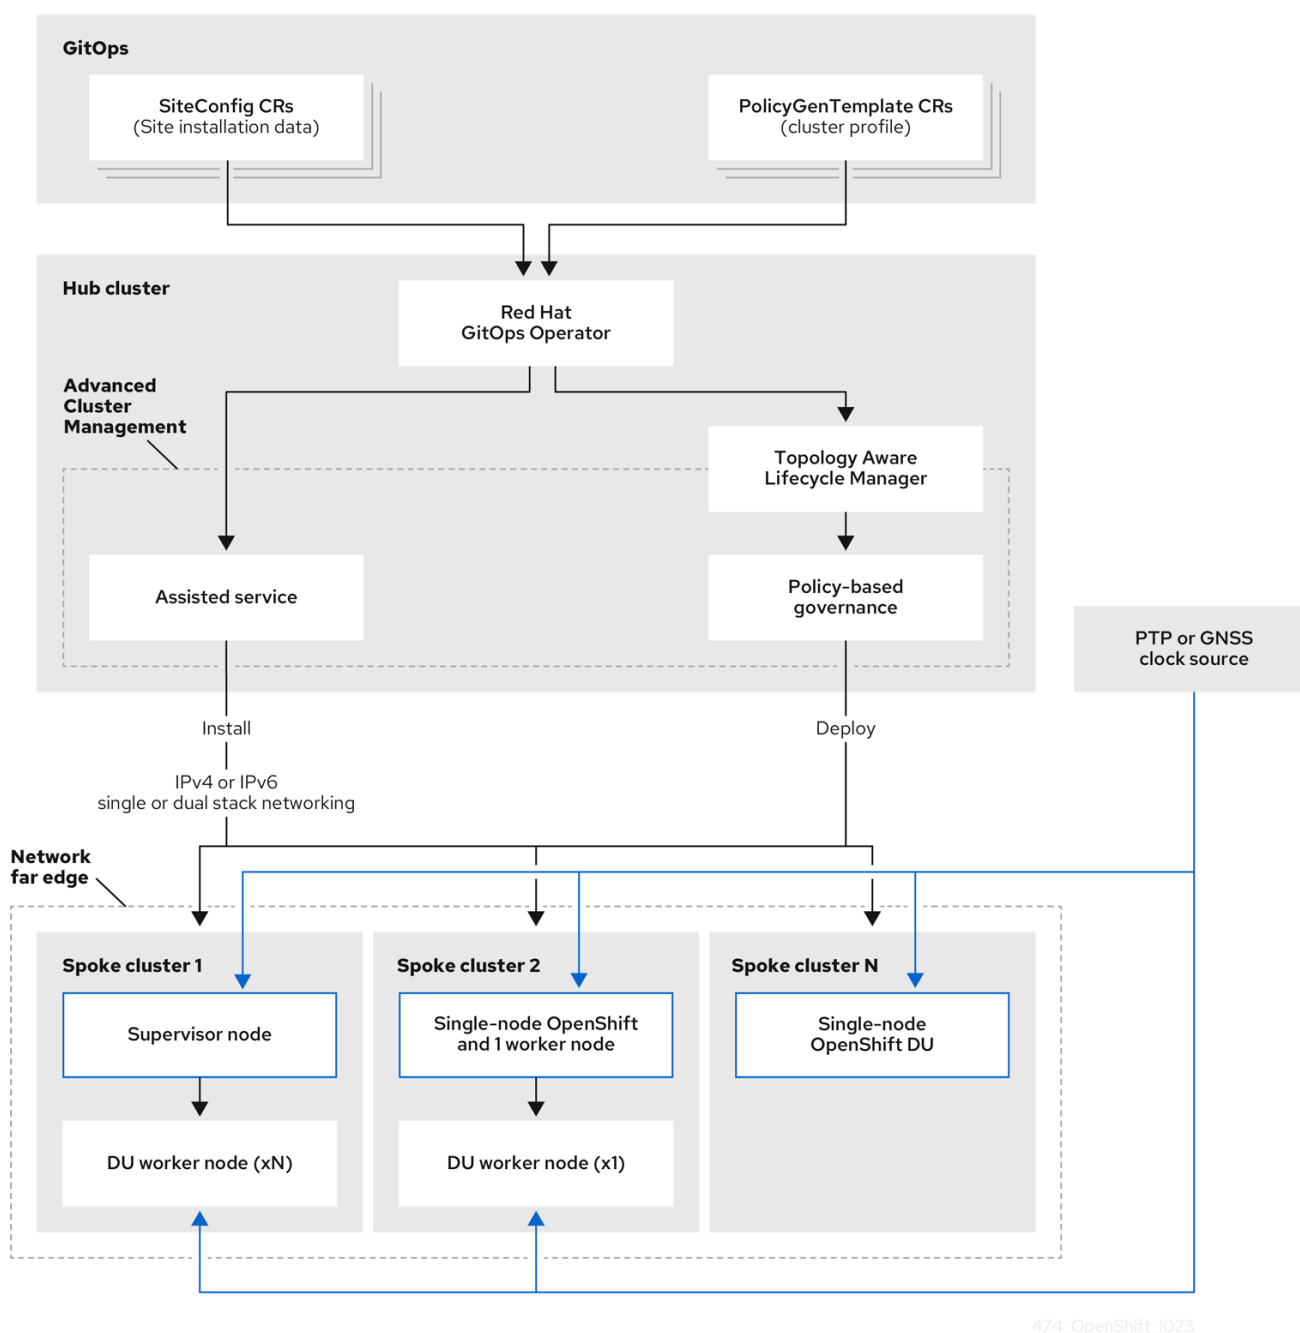 GitOps
SiteConfig CRs
(Site installation data)
PolicyGenTemplate CRs
(cluster profile)
Hub cluster
Red Hat
GitOps Operator
Advanced
Cluster
Management
Topology Aware
Lifecycle Manager
Assisted service
Policy-based
governance
PTP or GNSS
clock source
Install
Deploy
IPv4 or IPv6
single or dual stack networking
Network
far edge
Spoke cluster 1
Spoke cluster 2
Spoke cluster N
Supervisor node
Single-node OpenShift
and 1 worker node
Single-node
OpenShift DU
DU worker node (xN)
DU worker node (x1)
474_OpenShift_1023